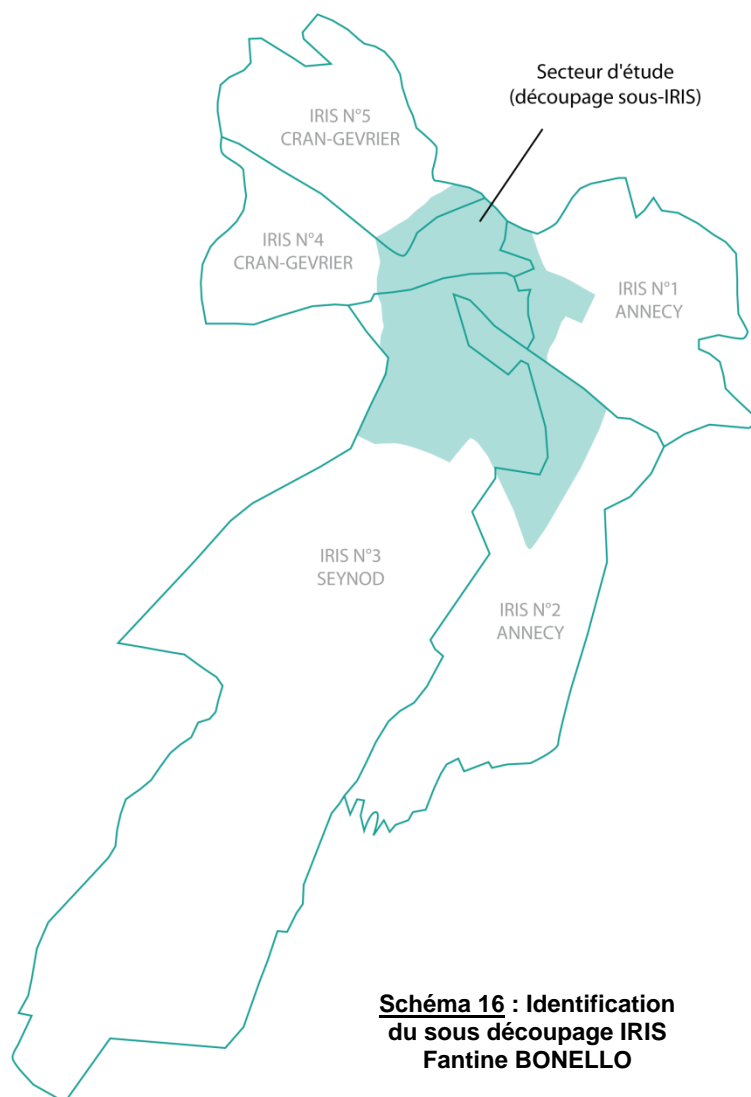 Secteur d'étude
(découpage sous-IRIS)
IRIS N°5
CRAN-GEVRIER
IRIS N°4
CRAN-GEVRIER
IRIS N°1
ANNECY
IRIS N°3
SEYNOD
IRIS N°2
ANNECY
Schéma 16 : Identification
du sous découpage IRIS
Fantine BONELLO